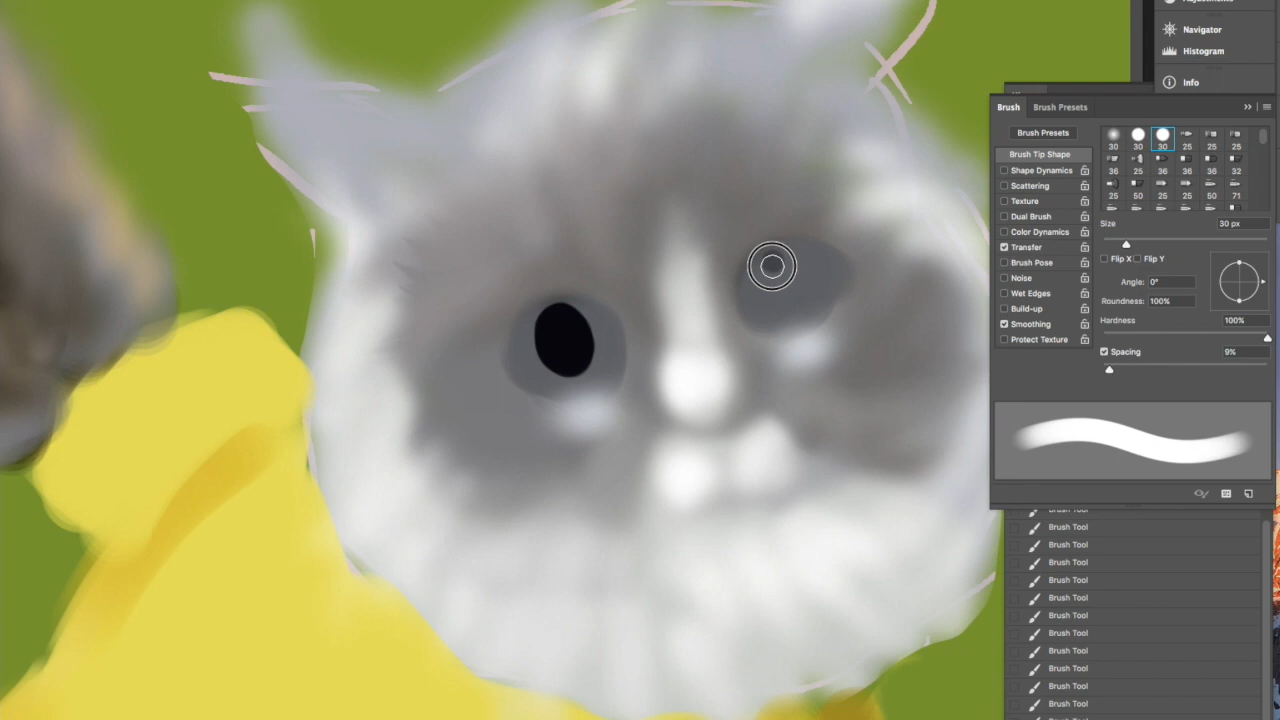 Adjustments
Navigator
Histogram
Info
Brush Brush Presets
Brush Presets
30 30 30 25 25 25
Brush Tip Shape
36 25 36 36 36 32
Shape Dynamics
Scattering
25 50 25 25 50 71
Texture
Dual Brush
Size 30 px
Color Dynamics
Transfer
Flip X Flip Y
Brush Pose
Noise
Angle: 0°
Wet Edges
Roundness: 100%
Build-up
Hardness 100%
Smoothing
Protect Texture
Spacing 9%
Brush Tool
Brush Tool
Brush Tool
Brush Tool
Brush Tool
Brush Tool
Brush Tool
Brush Tool
Brush Tool
Brush Tool
Brush Tool
Brush Tool